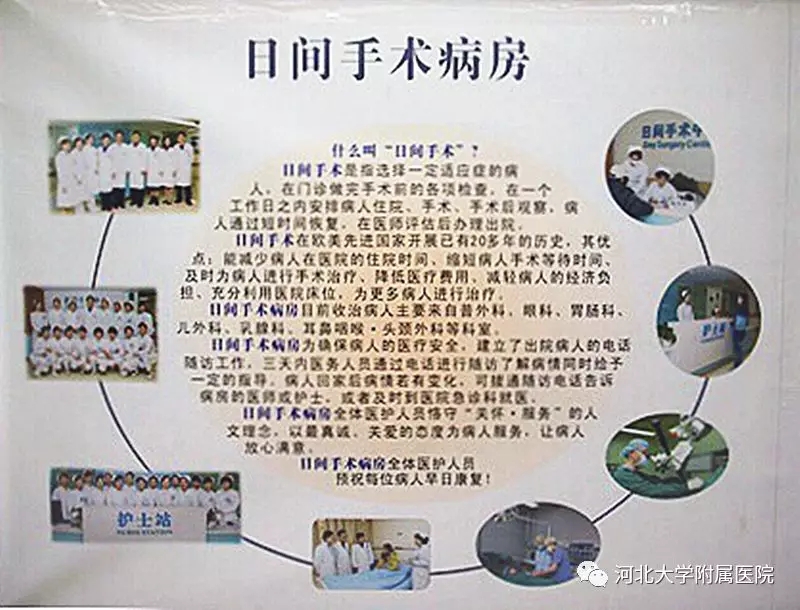 日间手术病房
什么叫“日间手术”？
日间手术是指选择一定适应症的病
人，在门诊做完手术前的各项检查，在一个
工作日之内安排病人住院、手术、手术后观察，病
人通过短时间恢复，在医师评估后办理出院。
日间手术在欧美先进国家开展已有20多年的历史，其优
点：能减少病人在医院的住院时间、缩短病人手术等待时间、
及时为病人进行手术治疗、降低医疗费用、减轻病人的经济负
担、充分利用医院床位，为更多病人进行治疗。
日间手术病房目前收治病人主要来自普外科、眼科、胃肠科、
儿外科、乳腺科、耳鼻咽喉·头颈外科等科室。
日间手术病房为确保病人的医疗安全，建立了出院病人的电话
随访工作，三天内医务人员通过电话进行随访了解病情同时给予
一定的指导，病人回家后病情若有变化，可拨通随访电话告诉
病房的医师或护士，或者及时到医院急诊科就医。
日间手术病房全体医护人员恪守“关怀·服务”的人
文理念，以最真诚、关爱的态度为病人服务，让病人
放心满意。
日间手术病房全体医护人员
预祝每位病人早日康复！
日间手术中
Day Surgery Cente
护士站
护士站
NURSE STATION
河北大学附属医院